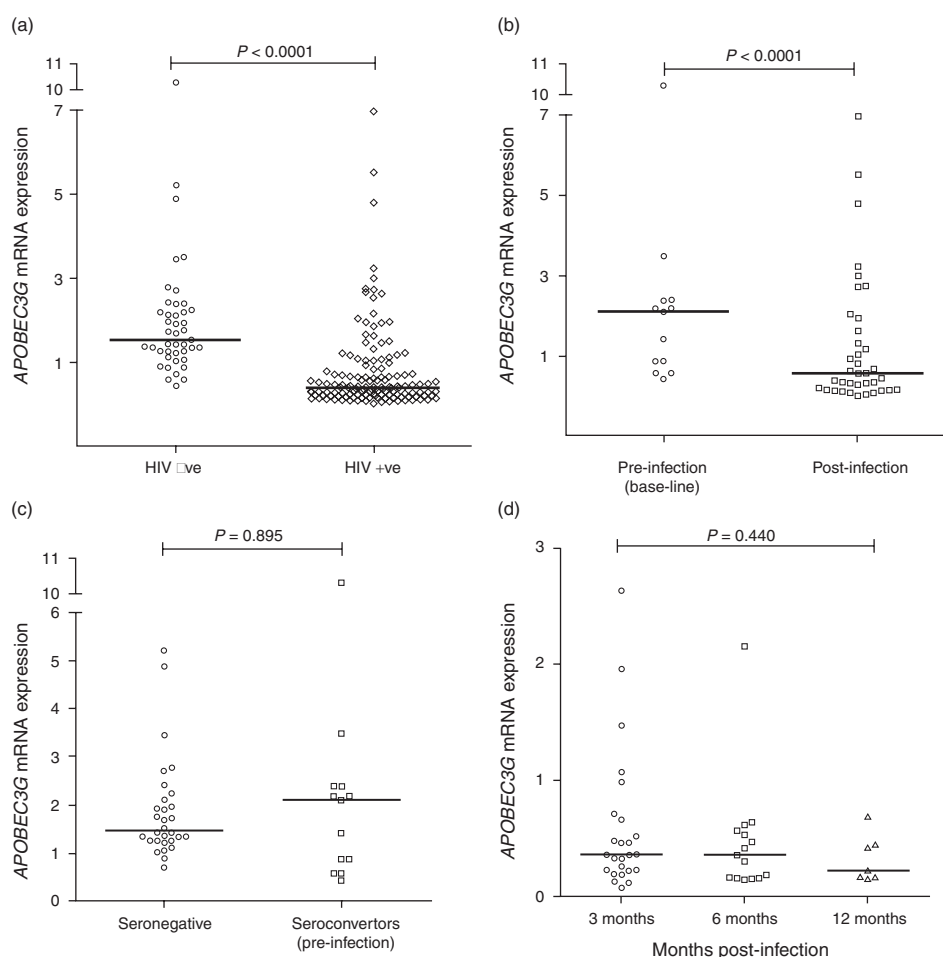 (a)
P < 0.0001
11
10
7
5
3
1
APOBEC3G mRNA expression
HIV □ve
HIV +ve
(b)
P < 0.0001
11
10
7
5
3
1
APOBEC3G mRNA expression
Pre-infection
(base-line)
Post-infection
(c)
P = 0.895
11
10
6
5
4
3
2
1
0
APOBEC3G mRNA expression
Seronegative
Seroconvertors
(pre-infection)
(d)
P = 0.440
3
2
1
0
APOBEC3G mRNA expression
3 months
6 months
12 months
Months post-infection